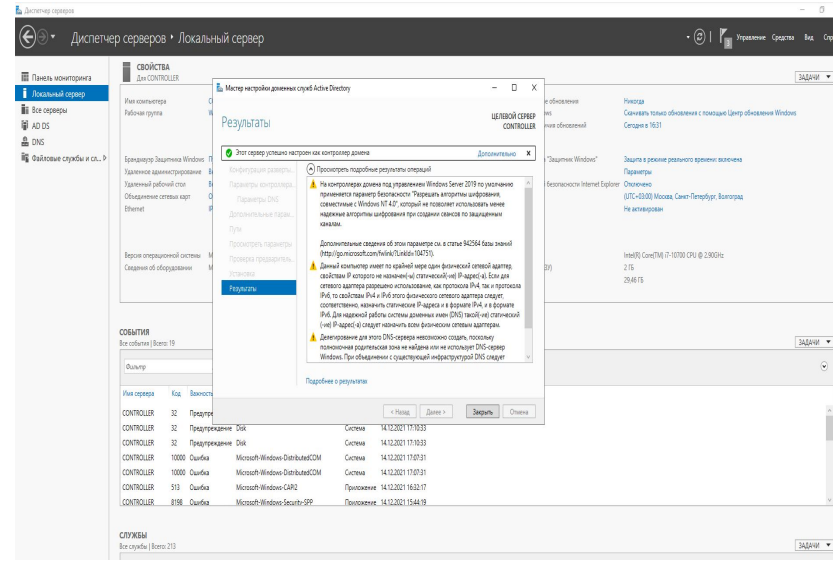 Диспетчер серверов
Диспетчер серверов • Локальный сервер
Управление Средства Вид
Панель мониторинга
Локальный сервер
Все серверы
AD DS
DNS
Файловые службы и сл...
СВОЙСТВА
Для CONTROLLER
ЗАДАЧИ
Имя компьютера
Рабочая группа
Никогда
Скачивать только обновления с помощью Центр обновления Windows
Сегодня в 16:31
Брандмауэр Защитника Windows
Удаленное администрирование
Удаленный рабочий стол
Объединение сетевых карт
Ethernet
"Защитник Windows"
безопасности Internet Explorer
Защита в режиме реального времени: включена
Параметры
Отключено
(UTC+03:00) Москва, Санкт-Петербург, Волгоград
Не активирован
Версия операционной системы
Сведения об оборудовании
Intel(R) Core(TM) i7-10700 CPU @ 2.90GHz
2 ГБ
29,46 ГБ
Мастер настройки доменных служб Active Directory
Результаты
ЦЕЛЕВОЙ СЕРВЕР
CONTROLLER
Этот сервер успешно настроен как контроллер домена
Дополнительно X
Конфигурация разверты...
Параметры контроллера...
Параметры DNS
Дополнительные парам...
Пути
Просмотреть параметры
Проверка предваритель...
Установка
Результаты
Просмотреть подробные результаты операций
На контроллерах домена под управлением Windows Server 2019 по умолчанию
применяется параметр безопасности "Разрешать алгоритмы шифрования,
совместимые с Windows NT 4.0", который не позволяет использовать менее
надежные алгоритмы шифрования при создании сеансов по защищенным
каналам.
Дополнительные сведения об этом параметре см. в статье 942564 базы знаний
(http://go.microsoft.com/fwlink/?LinkId=104751).
Данный компьютер имеет по крайней мере один физический сетевой адаптер,
свойствам IP которого не назначен(-ы) статический(-ие) IP-адрес(-а). Если для
сетевого адаптера разрешено использование, как протокола IPv4, так и протокола
IPv6, то свойствам IPv4 и IPv6 этого физического сетевого адаптера следует,
соответственно, назначить статические IP-адреса и в формате IPv4, и в формате
IPv6. Для надежной работы системы доменных имен (DNS) такой(-ие) статический
(-ие) IP-адрес(-а) следует назначить всем физическим сетевым адаптерам.
Делегирование для этого DNS-сервера невозможно создать, поскольку
полномочная родительская зона не найдена или не использует DNS-сервер
Windows. При объединении с существующей инфраструктурой DNS следует
Подробнее о результатах
< Назад Далее > Закрыть Отмена
СОБЫТИЯ
Все события | Всего: 19
ЗАДАЧИ
Фильтр
Имя сервера Код Важность
CONTROLLER 32
CONTROLLER 32 Предупреждение Disk Система 14.12.2021 17:10:33
CONTROLLER 32 Предупреждение Disk Система 14.12.2021 17:10:33
CONTROLLER 10000 Ошибка Microsoft-Windows-DistributedCOM Система 14.12.2021 17:07:31
CONTROLLER 10000 Ошибка Microsoft-Windows-DistributedCOM Система 14.12.2021 17:07:31
CONTROLLER 513 Ошибка Microsoft-Windows-CAPI2 Приложение 14.12.2021 16:32:17
CONTROLLER 8198 Ошибка Microsoft-Windows-Security-SPP Приложение 14.12.2021 15:44:19
СЛУЖБЫ
Все службы | Всего: 213
ЗАДАЧИ